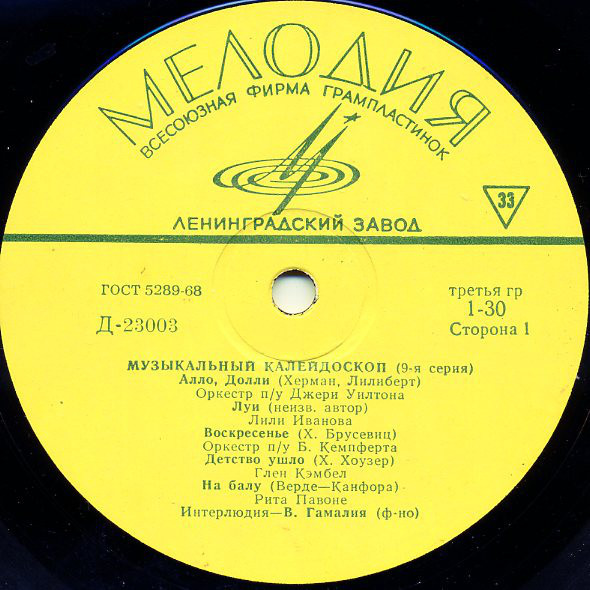 МЕЛОДИЯ
ВСЕСОЮЗНАЯ ФИРМА ГРАМПЛАСТИНОК
33
ЛЕНИНГРАДСКИЙ ЗАВОД
ГОСТ 5289-68
третья гр
Д-23003
1-30
Сторона 1
МУЗЫКАЛЬНЫЙ КАЛЕЙДОСКОП (9-я серия)
Алло, Долли (Херман, Лилиберт)
Оркестр п/у Джери Уилтона
Луи (неизв. автор)
Лили Иванова
Воскресенье (Х. Брусевиц)
Оркестр п/у Б. Кемпферта
Детство ушло (Х. Хоузер)
Глен Кэмбел
На балу (Верде—Канфора)
Рита Павоне
Интерлюдия—В. Гамалия (ф-но)